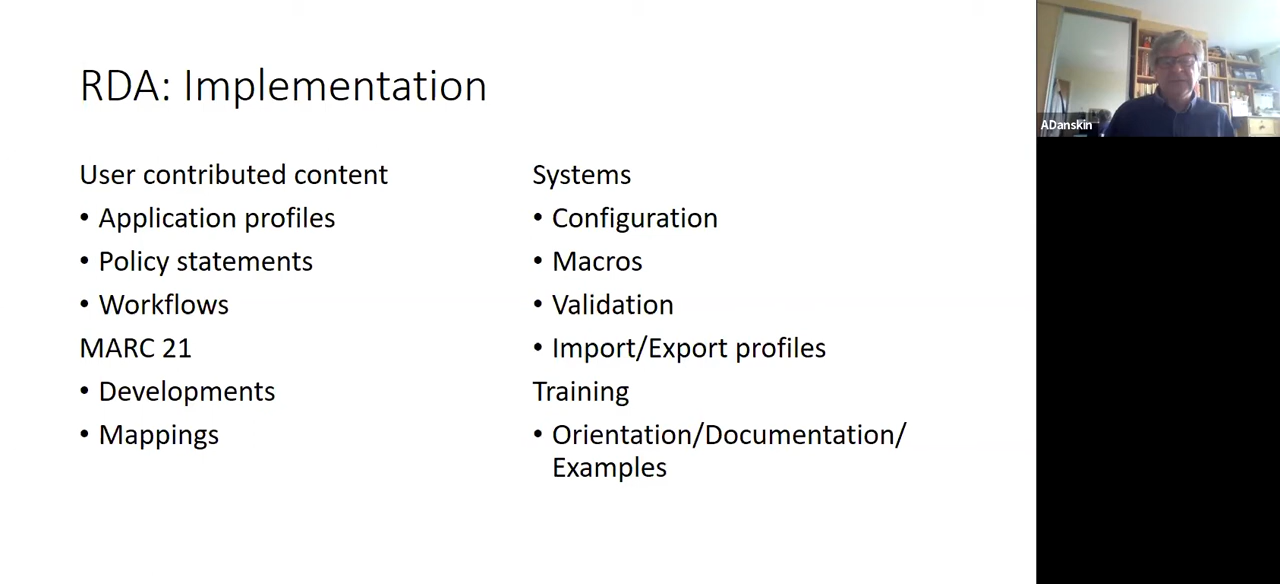 RDA: Implementation
User contributed content
• Application profiles
• Policy statements
• Workflows
MARC 21
• Developments
• Mappings
Systems
• Configuration
• Macros
• Validation
• Import/Export profiles
Training
• Orientation/Documentation/
Examples
ADanskin